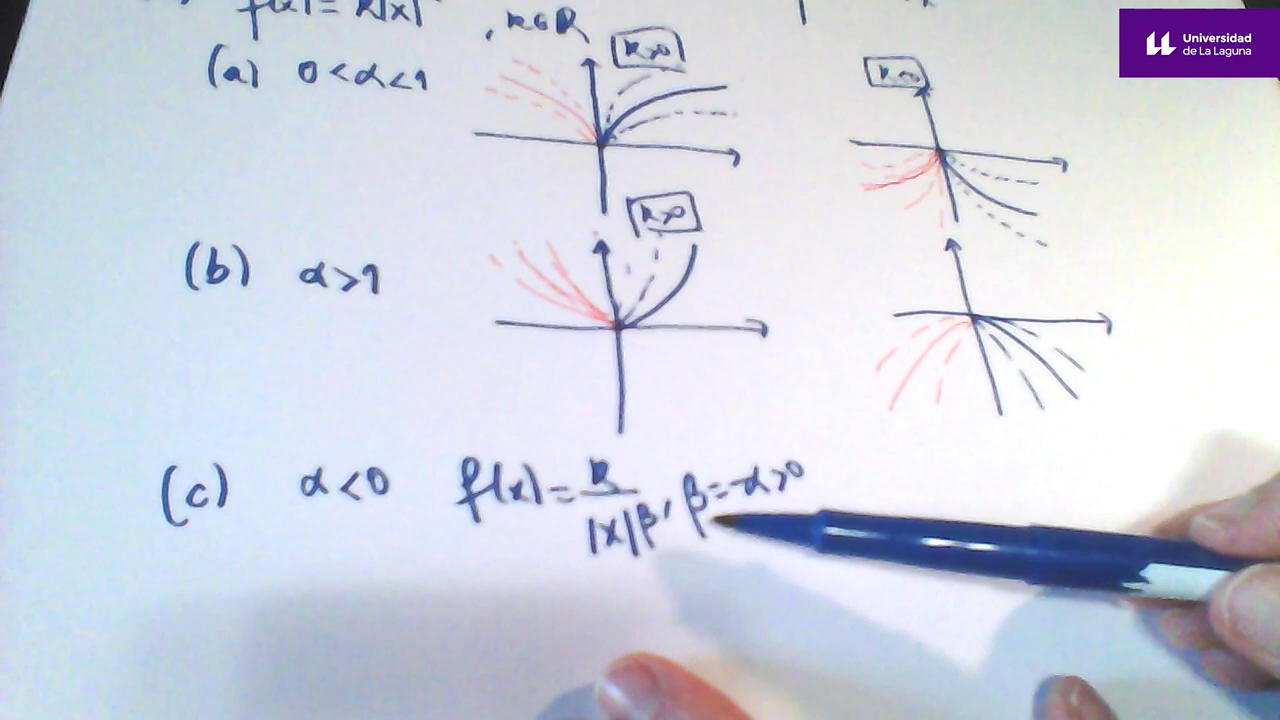 f(x) = k|x| , k∈R
(a) 0<α<1
k>0
k<0
(b) α>1
k>0
(c) α<0 f(x)= k/|x|^β, β=-α>0
Universidad
de La Laguna